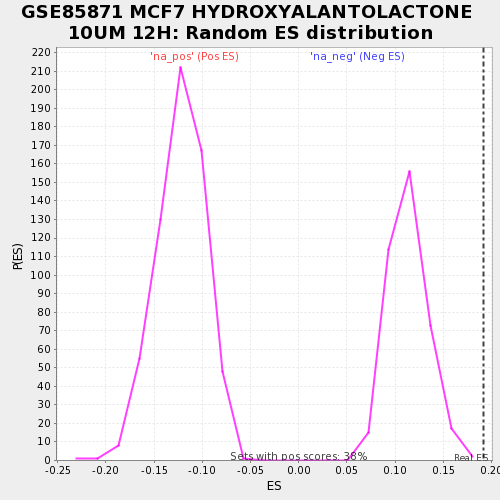 GSE85871 MCF7 HYDROXYALANTOLACTONE
10UM 12H: Random ES distribution
'na_pos' (Pos ES)
'na_neg' (Neg ES)
220
210
200
190
180
170
160
150
140
130
120
110
100
90
80
70
60
50
40
30
20
10
0
P(ES)
Sets with pos scores: 38%
Real ES
-0.25 -0.20 -0.15 -0.10 -0.05 0.00 0.05 0.10 0.15 0.20
ES